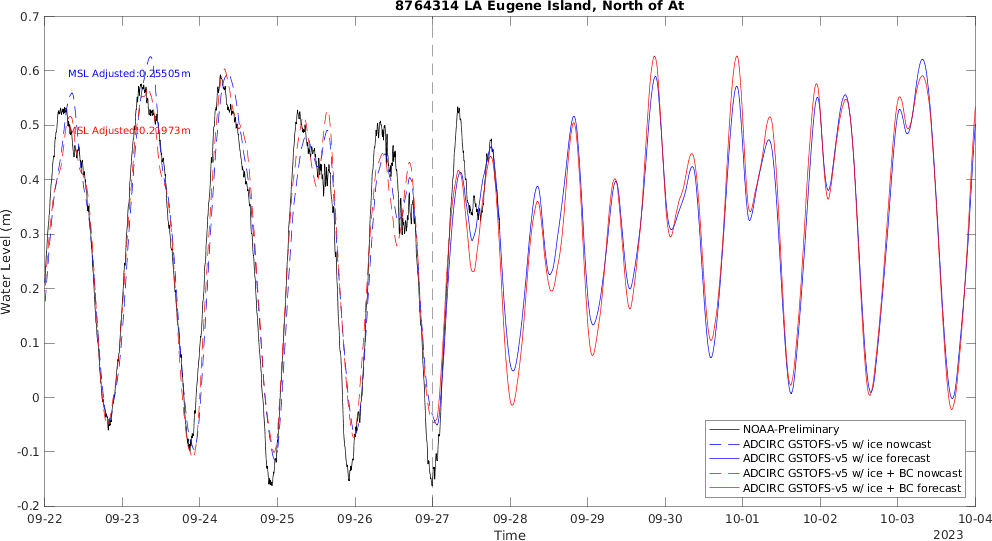 8764314 LA Eugene Island, North of At
0.7
0.6
0.5
0.4
0.3
0.2
0.1
0
-0.1
-0.2
Water Level (m)
MSL Adjusted:0.25505m
MSL Adjusted:0.21973m
NOAA-Preliminary
ADCIRC GSTOFS-v5 w/ ice nowcast
ADCIRC GSTOFS-v5 w/ ice forecast
ADCIRC GSTOFS-v5 w/ ice + BC nowcast
ADCIRC GSTOFS-v5 w/ ice + BC forecast
09-22 09-23 09-24 09-25 09-26 09-27 09-28 09-29 09-30 10-01 10-02 10-03 10-04
Time
2023